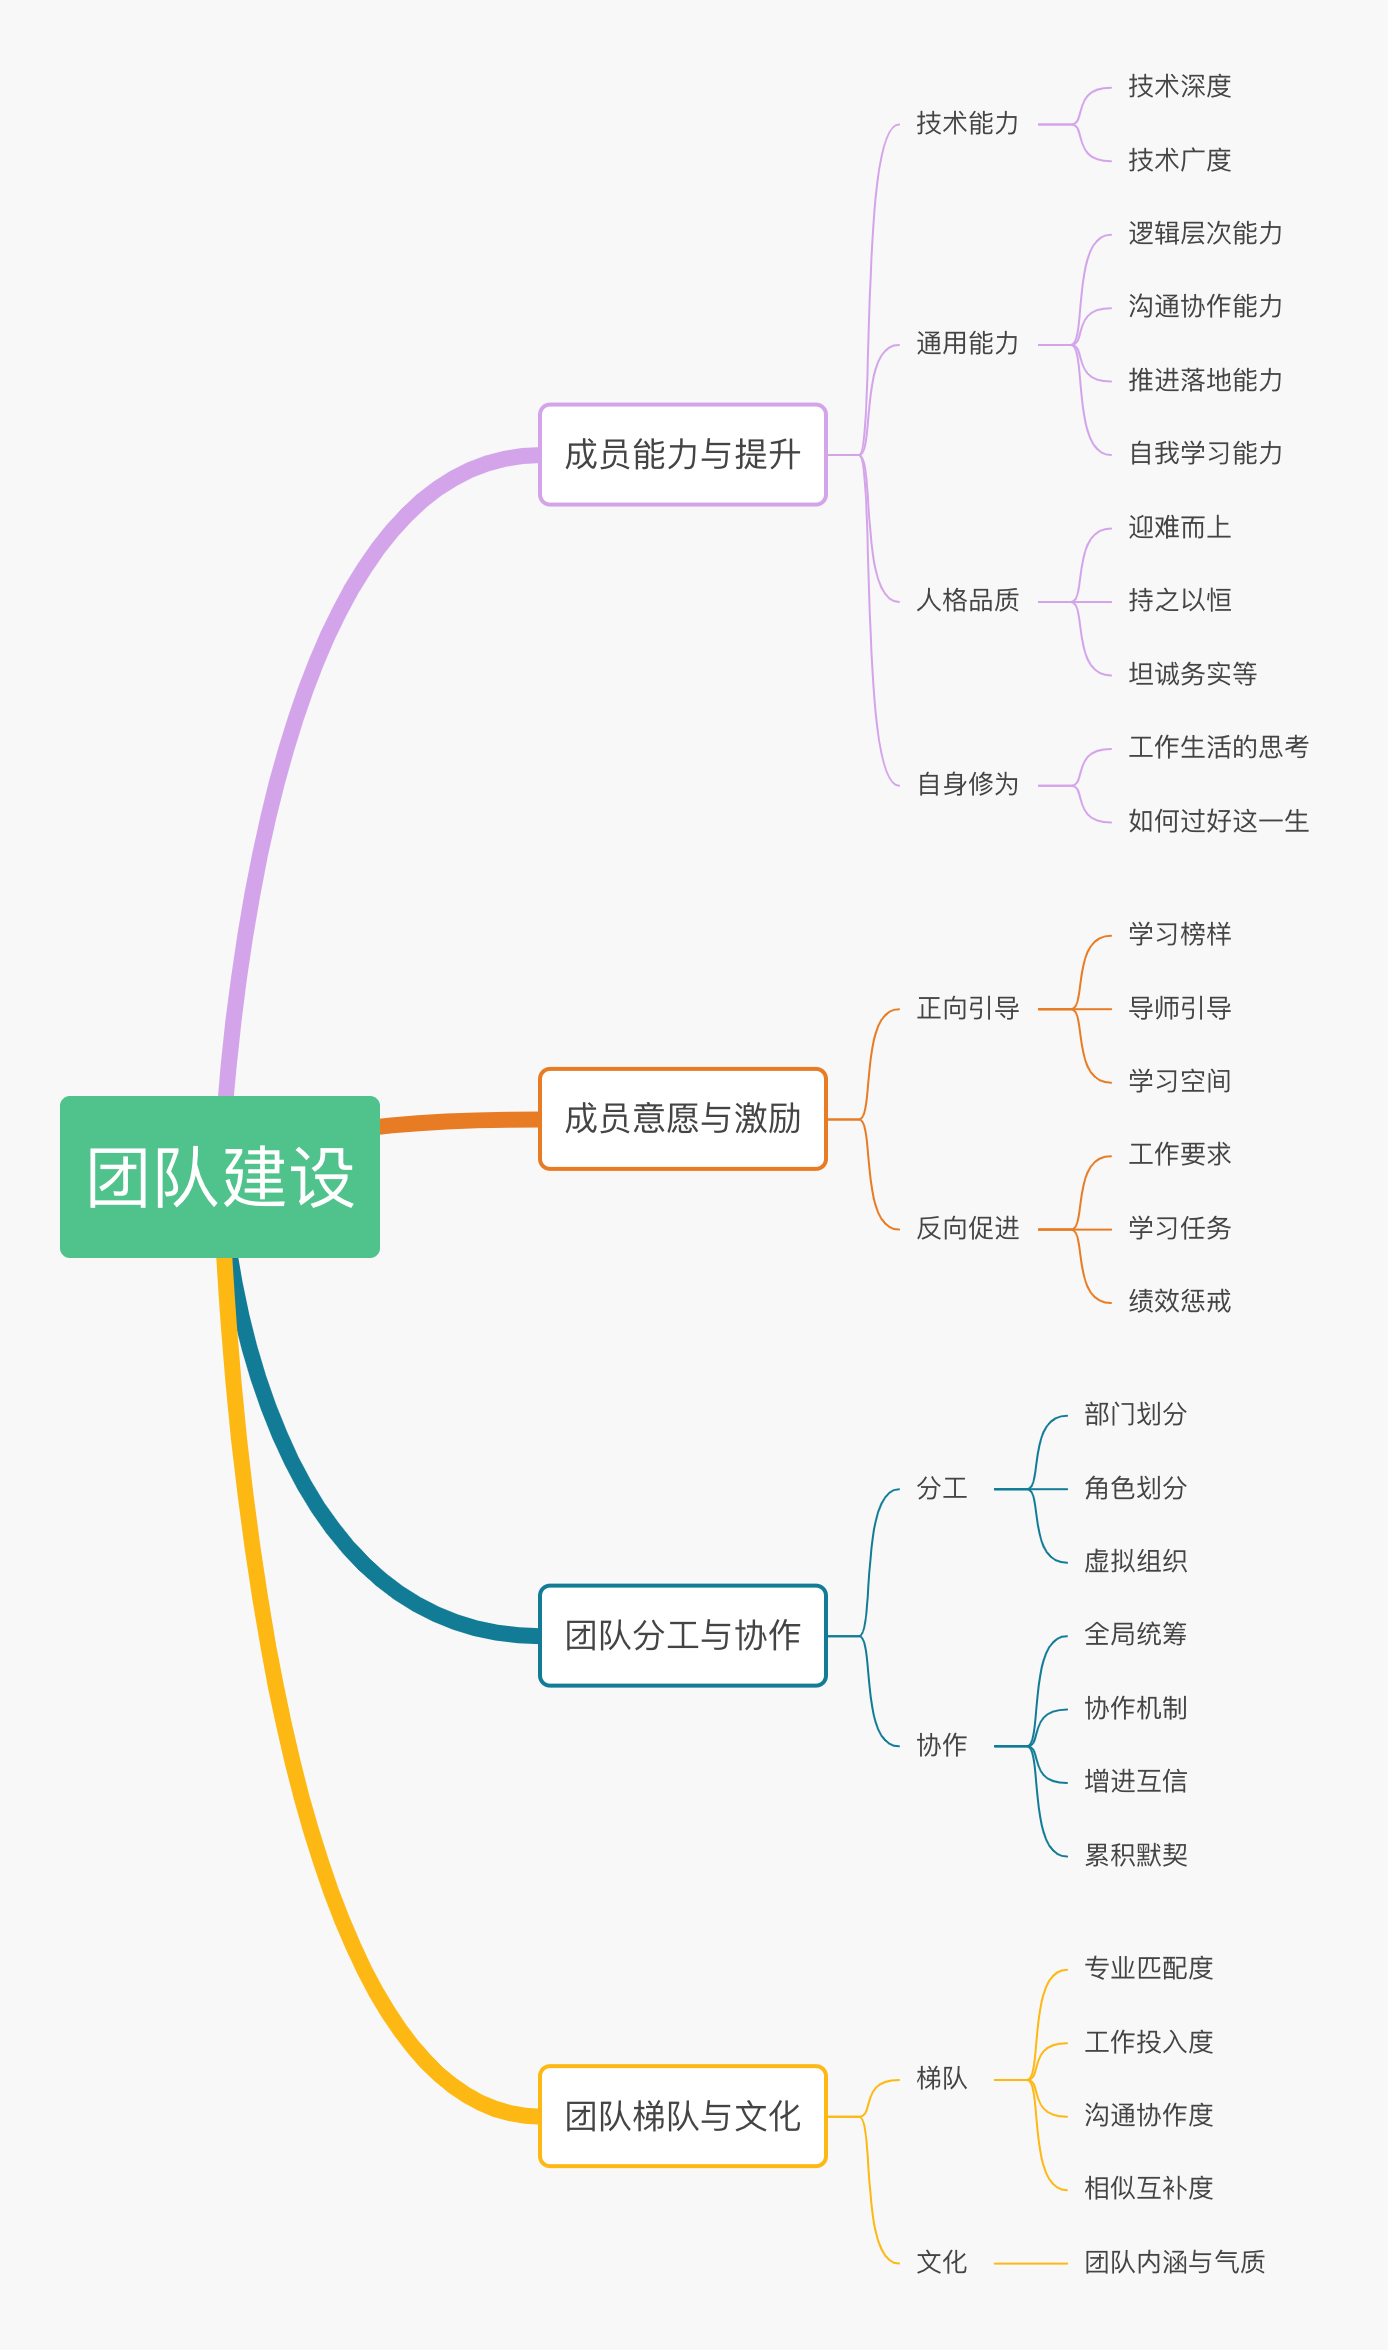 团队建设
成员能力与提升
技术能力
技术深度
技术广度
通用能力
逻辑层次能力
沟通协作能力
推进落地能力
自我学习能力
人格品质
迎难而上
持之以恒
坦诚务实等
自身修为
工作生活的思考
如何过好这一生
成员意愿与激励
正向引导
学习榜样
导师引导
学习空间
反向促进
工作要求
学习任务
绩效惩戒
团队分工与协作
分工
部门划分
角色划分
虚拟组织
协作
全局统筹
协作机制
增进互信
累积默契
团队梯队与文化
梯队
专业匹配度
工作投入度
沟通协作度
相似互补度
文化
团队内涵与气质